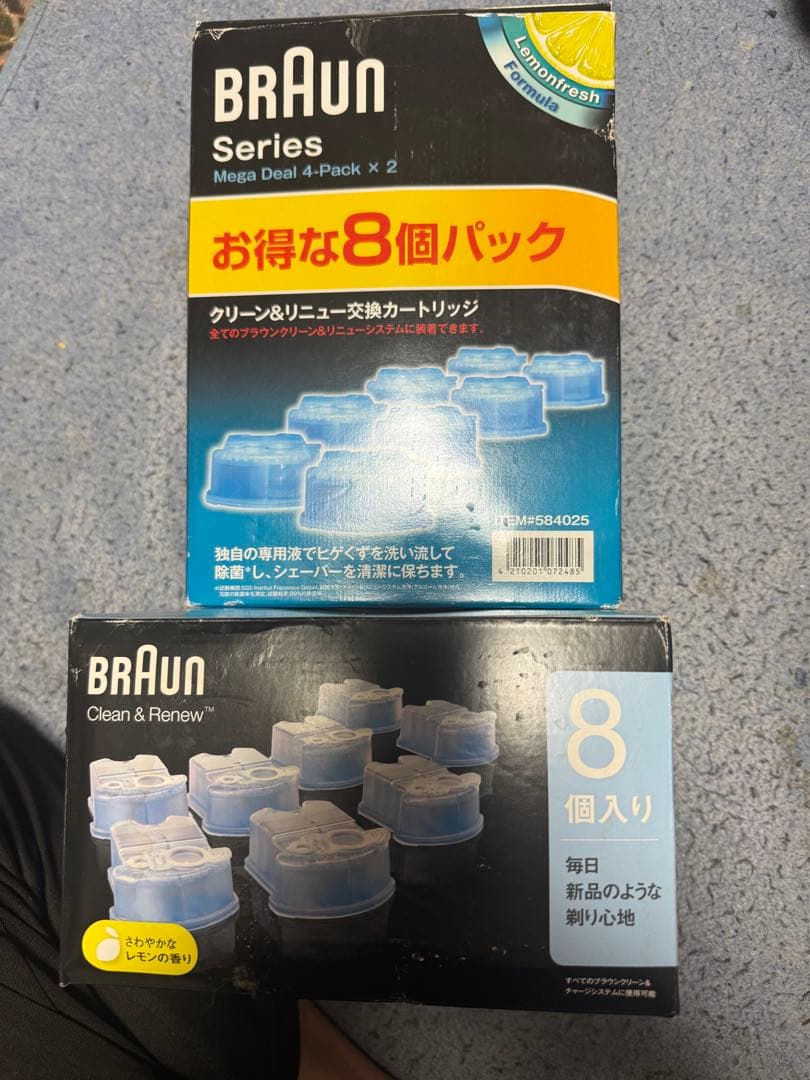 BRAUN
Series
Mega Deal 4-Pack × 2
Lemonfresh
Formula
お得な8個パック
クリーン&リニュー交換カートリッジ
全てのブラウンクリーン&リニューシステムに装着できます。
ITEM#584025
4 210201 072485
独自の専用液でヒゲくずを洗い流して
除菌*し、シェーバーを清潔に保ちます。
BRAUN
Clean & Renew™
8
個入り
毎日
新品のような
剃り心地
さわやかな
レモンの香り
すべてのブラウンクリーン&
チャージシステムに使用可能